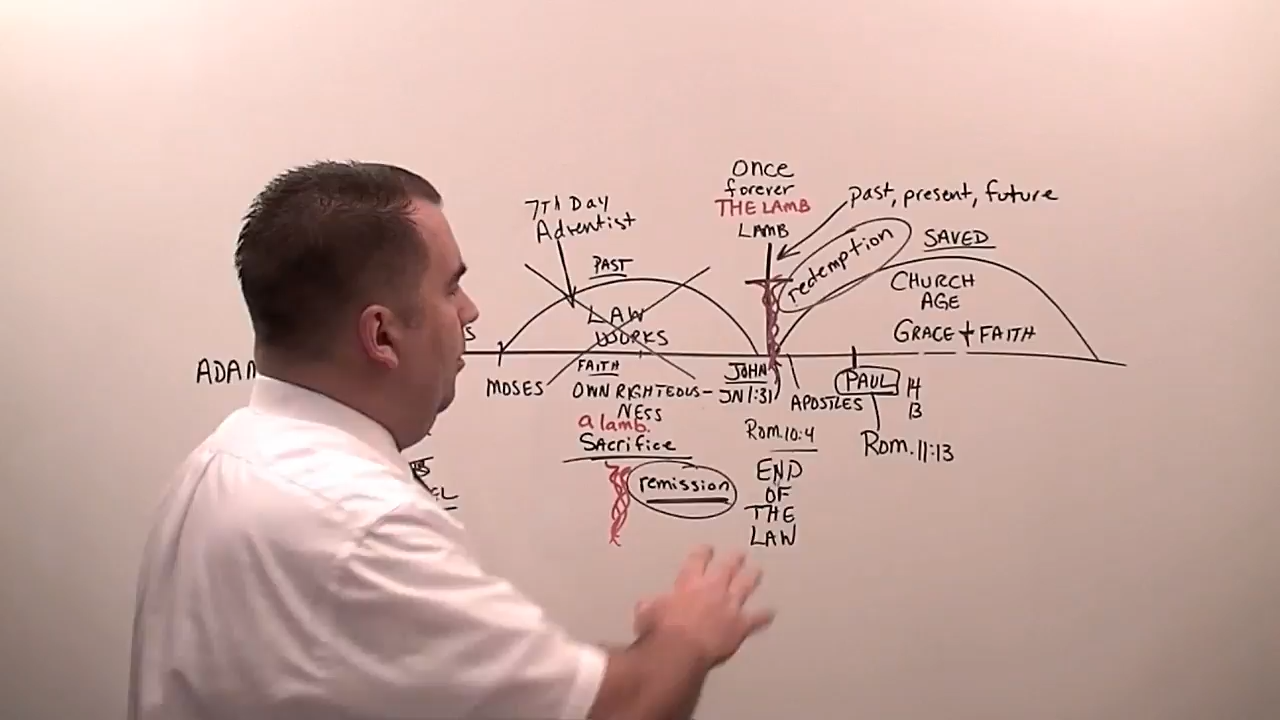 Once
forever
THE LAMB
LAMB
past, present, future
7TH DAY
Adventist
redemption
SAVED
PAST
CHURCH
AGE
LAW
WORKS
GRACE + FAITH
ADAM
MOSES
FAITH
OWN RIGHTEOUS-
NESS
JOHN
JN 1:31
APOSTLES
PAUL
14
13
a lamb.
SACrifice
Rom. 10:4
Rom. 11:13
remission
END
OF
THE
LAW